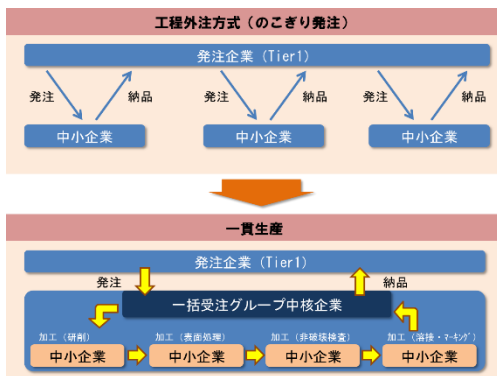 工程外注方式（のこぎり発注）
発注企業（Tier1）
発注 納品 発注 納品 発注 納品
中小企業 中小企業 中小企業
一貫生産
発注企業（Tier1）
発注 納品
一括受注グループ中核企業
加工（研削） 加工（表面処理） 加工（非破壊検査） 加工（溶接・ﾏｰｷﾝｸﾞ）
中小企業 中小企業 中小企業 中小企業